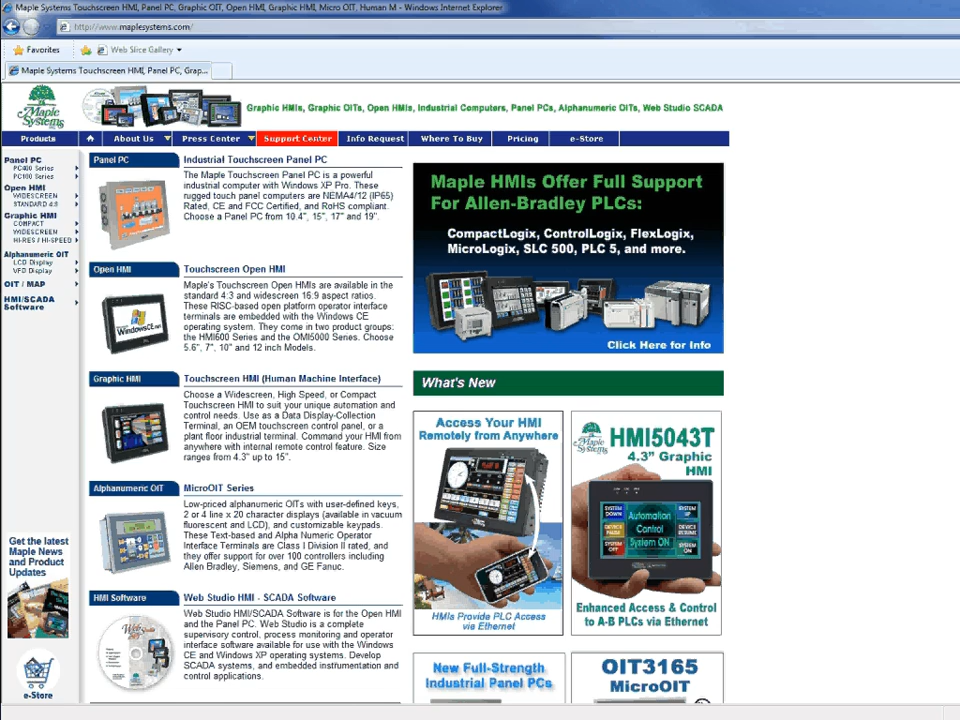 Maple Systems Touchscreen HMI, Panel PC, Graphic OIT, Open HMI, Graphic HMI, Micro OIT, Human M - Windows Internet Explorer
http://www.maplesystems.com/
Favorites
Web Slice Gallery
Maple Systems Touchscreen HMI, Panel PC, Grap...
Maple Systems
Graphic HMIs, Graphic OITs, Open HMIs, Industrial Computers, Panel PCs, Alphanumeric OITs, Web Studio SCADA
Products
About Us
Press Center
Support Center
Info Request
Where To Buy
Pricing
e-Store
Panel PC
PC400 Series
PC100 Series
Open HMI
WIDESCREEN
STANDARD 4:3
Graphic HMI
COMPACT
WIDESCREEN
HI-RES / HI-SPEED
Alphanumeric OIT
LCD Display
VFD Display
OIT / MAP
HMI/SCADA
Software
Get the latest
Maple News
and Product
Updates
e-Store
Panel PC
Industrial Touchscreen Panel PC
The Maple Touchscreen Panel PC is a powerful
industrial computer with Windows XP Pro. These
rugged touch panel computers are NEMA4/12 (IP65)
Rated, CE and FCC Certified, and RoHS compliant.
Choose a Panel PC from 10.4", 15", 17" and 19".
Open HMI
Touchscreen Open HMI
Maple's Touchscreen Open HMIs are available in the
standard 4:3 and widescreen 16:9 aspect ratios.
These RISC-based open platform operator interface
terminals are embedded with the Windows CE
operating system. They come in two product groups:
the HMI600 Series and the OMI5000 Series. Choose
5.6", 7", 10" and 12 inch Models.
WindowsCE.net
Graphic HMI
Touchscreen HMI (Human Machine Interface)
Choose a Widescreen, High Speed, or Compact
Touchscreen HMI to suit your unique automation and
control needs. Use as a Data Display-Collection
Terminal, an OEM touchscreen control panel, or a
plant floor industrial terminal. Command your HMI from
anywhere with internal remote control feature. Size
ranges from 4.3" up to 15".
Alphanumeric OIT
MicroOIT Series
Low-priced alphanumeric OITs with user-defined keys,
2 or 4 line x 20 character displays (available in vacuum
fluorescent and LCD), and customizable keypads.
These Text-based and Alpha Numeric Operator
Interface Terminals are Class I Division II rated, and
they offer support for over 100 controllers including
Allen Bradley, Siemens, and GE Fanuc.
HMI Software
Web Studio HMI - SCADA Software
Web Studio HMI/SCADA Software is for the Open HMI
and the Panel PC. Web Studio is a complete
supervisory control, process monitoring and operator
interface software available for use with the Windows
CE and Windows XP operating systems. Develop
SCADA systems, and embedded instrumentation and
control applications.
Web Studio
Maple HMIs Offer Full Support
For Allen-Bradley PLCs:
CompactLogix, ControlLogix, FlexLogix,
MicroLogix, SLC 500, PLC 5, and more.
Click Here for Info
What's New
Access Your HMI
Remotely from Anywhere
HMIs Provide PLC Access
via Ethernet
Maple Systems
HMI5043T
4.3" Graphic
HMI
SYSTEM DOWN
SYSTEM UP
DEVICE PAUSE
DEVICE RESUME
SYSTEM OFF
SYSTEM ON
Automation
Control
System ON
Enhanced Access & Control
to A-B PLCs via Ethernet
New Full-Strength
Industrial Panel PCs
OIT3165
MicroOIT